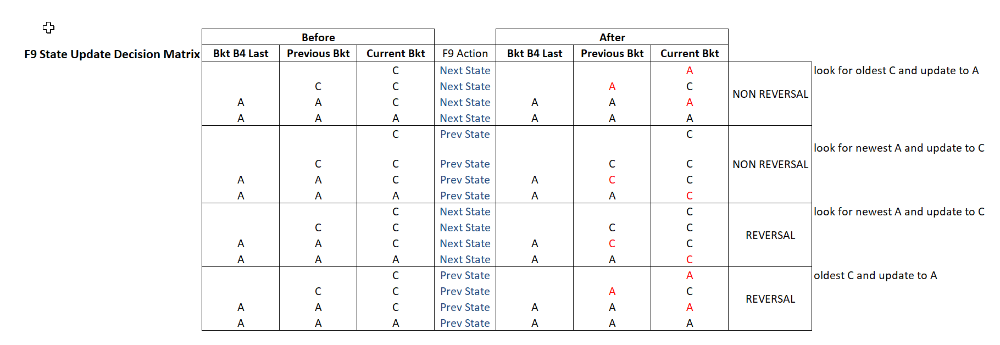 Before After
F9 State Update Decision Matrix Bkt B4 Last Previous Bkt Current Bkt F9 Action Bkt B4 Last Previous Bkt Current Bkt
C Next State A look for oldest C and update to A
C C Next State A C
NON REVERSAL
A A C Next State A A A
A A A Next State A A A
C Prev State C
look for newest A and update to C
C C Prev State C C NON REVERSAL
A A C Prev State A C C
A A A Prev State A A C
C Next State C look for newest A and update to C
C C Next State C C
REVERSAL
A A C Next State A C C
A A A Next State A A C
C Prev State A oldest C and update to A
C C Prev State A C
REVERSAL
A A C Prev State A A A
A A A Prev State A A A